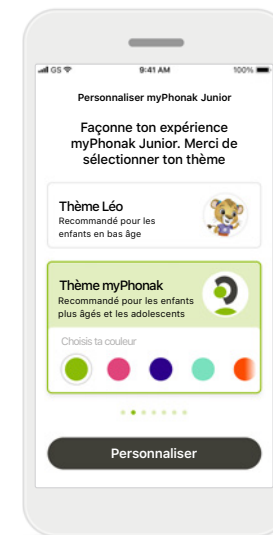 GS 9:41 AM 100%
Personnaliser myPhonak Junior
Façonne ton expérience
myPhonak Junior. Merci de
sélectionner ton thème
Thème Léo
Recommandé pour les
enfants en bas âge
Thème myPhonak
Recommandé pour les enfants
plus âgés et les adolescents
Choisis ta couleur
Personnaliser